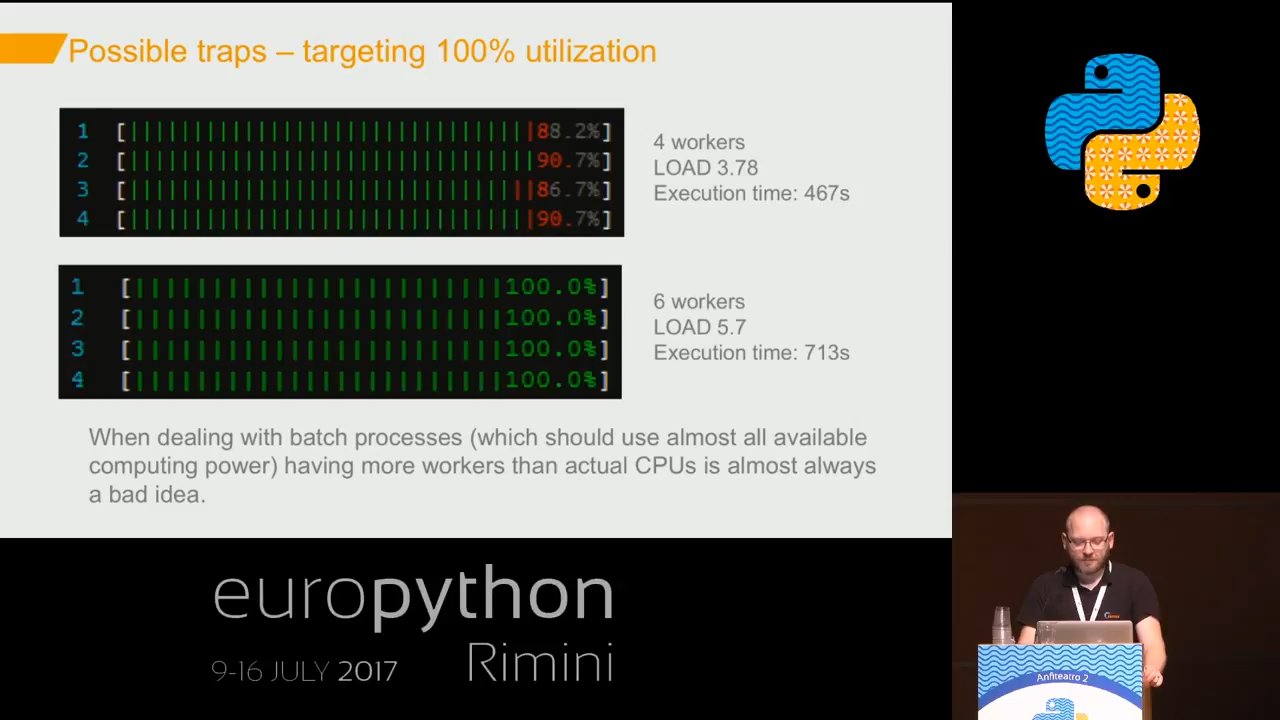 Possible traps – targeting 100% utilization
1 [||||||||||||||||||||||||||||||||88.2%]
2 [||||||||||||||||||||||||||||||||90.7%]
3 [||||||||||||||||||||||||||||||||86.7%]
4 [||||||||||||||||||||||||||||||||90.7%]
4 workers
LOAD 3.78
Execution time: 467s
1 [||||||||||||||||||||||||100.0%]
2 [||||||||||||||||||||||||100.0%]
3 [||||||||||||||||||||||||100.0%]
4 [||||||||||||||||||||||||100.0%]
6 workers
LOAD 5.7
Execution time: 713s
When dealing with batch processes (which should use almost all available
computing power) having more workers than actual CPUs is almost always
a bad idea.
europython
9-16 JULY 2017 Rimini
Anfiteatro 2